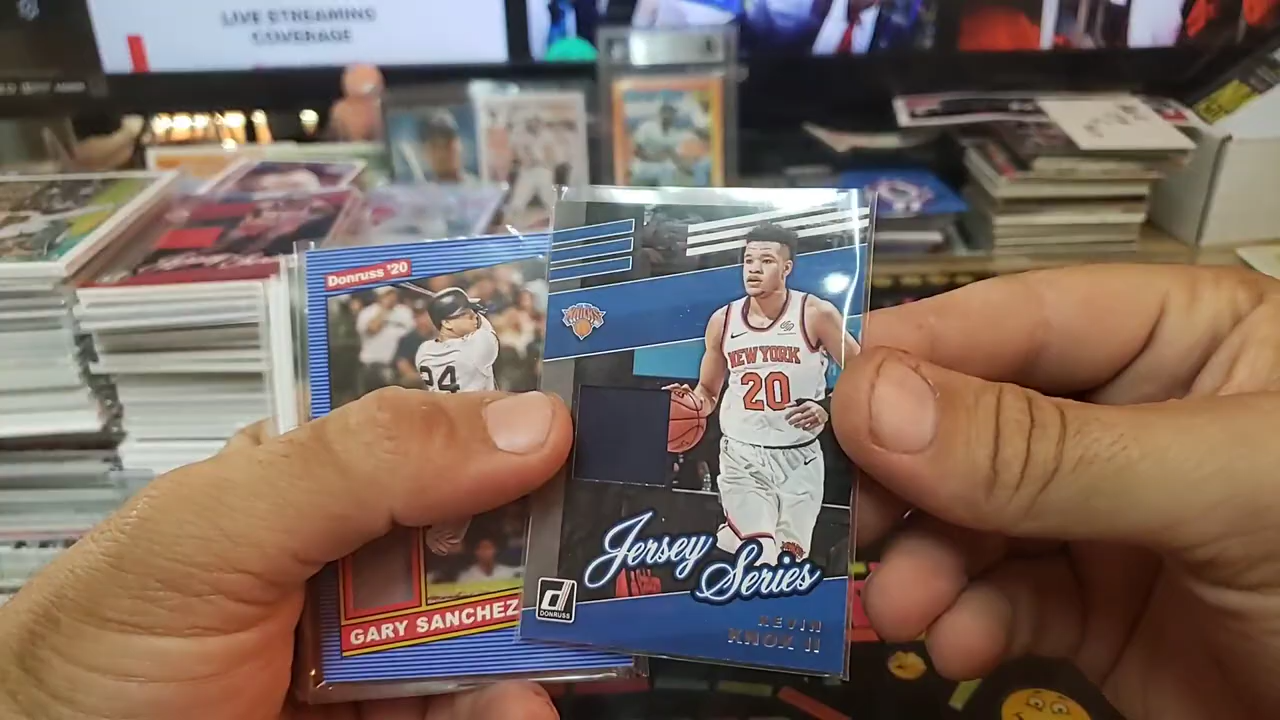 LIVE STREAMING
COVERAGE
Donruss '20
24
GARY SANCHEZ
NEW YORK
20
Jersey
Series
DONRUSS
KEVIN
KNOX II